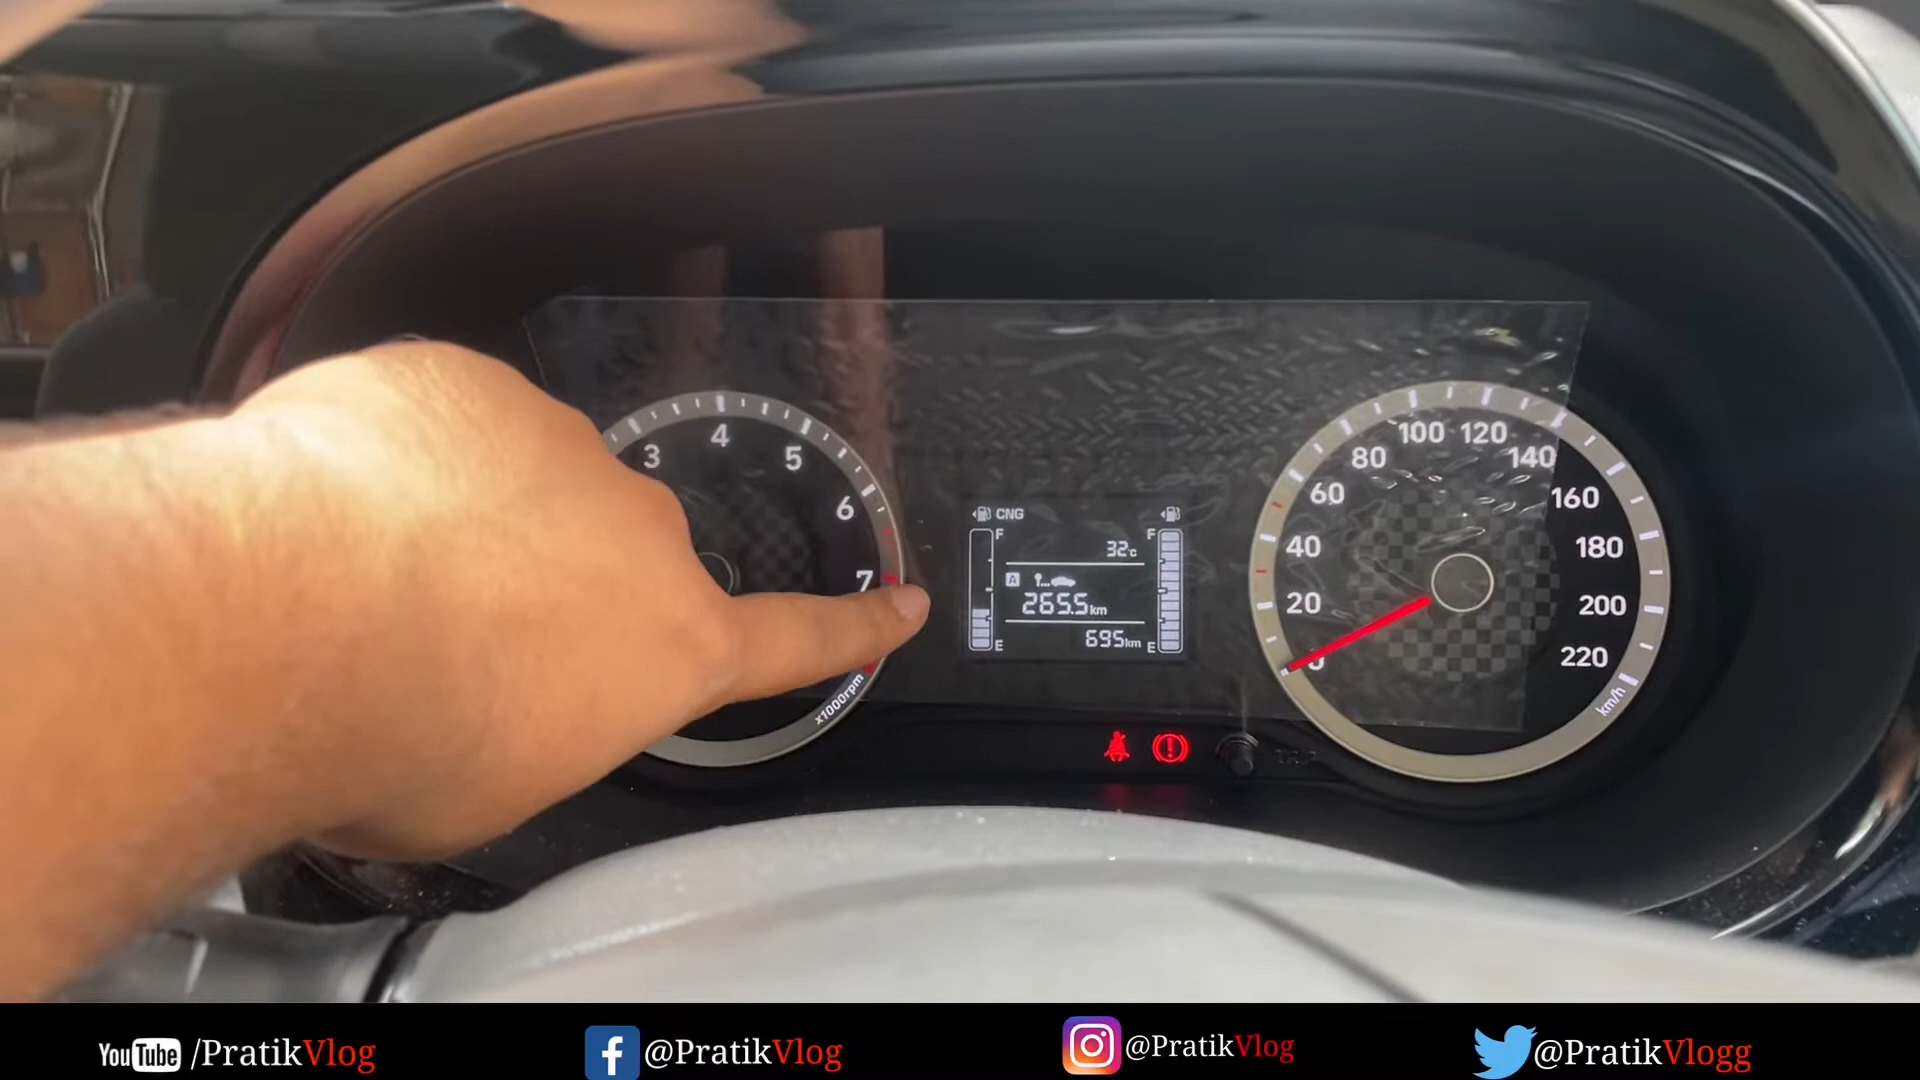 3
4
5
6
7
x1000rpm
CNG
F
F
32°c
A
265.5km
695km
E
E
0
20
40
60
80
100
120
140
160
180
200
220
km/h
YouTube /PratikVlog
f @PratikVlog
@PratikVlog
@PratikVlogg